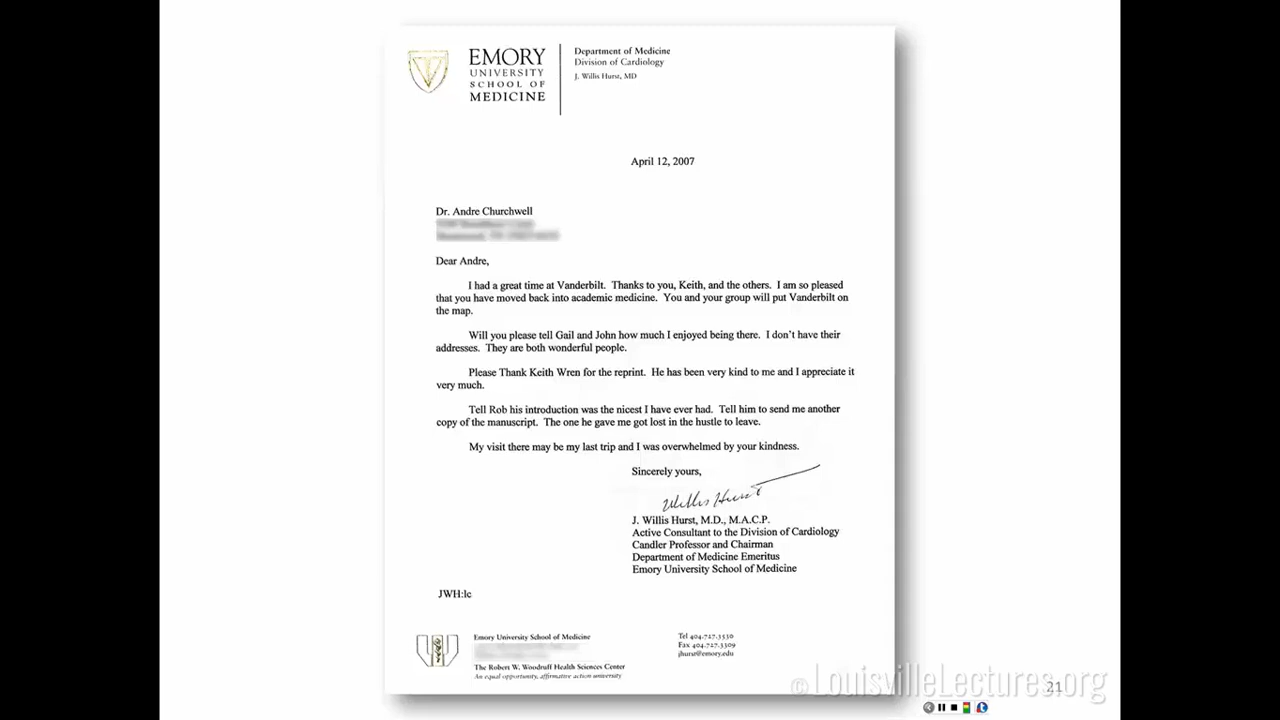 EMORY
UNIVERSITY
SCHOOL OF
MEDICINE
Department of Medicine
Division of Cardiology
J. Willis Hurst, MD
April 12, 2007
Dr. Andre Churchwell
Dear Andre,
I had a great time at Vanderbilt. Thanks to you, Keith, and the others. I am so pleased
that you have moved back into academic medicine. You and your group will put Vanderbilt on
the map.
Will you please tell Gail and John how much I enjoyed being there. I don't have their
addresses. They are both wonderful people.
Please Thank Keith Wren for the reprint. He has been very kind to me and I appreciate it
very much.
Tell Rob his introduction was the nicest I have ever had. Tell him to send me another
copy of the manuscript. The one he gave me got lost in the hustle to leave.
My visit there may be my last trip and I was overwhelmed by your kindness.
Sincerely yours,
Willis Hurst
J. Willis Hurst, M.D., M.A.C.P.
Active Consultant to the Division of Cardiology
Candler Professor and Chairman
Department of Medicine Emeritus
Emory University School of Medicine
JWH:lc
Emory University School of Medicine
The Robert W. Woodruff Health Sciences Center
An equal opportunity, affirmative action university
Tel 404.727.3556
Fax 404.727.3309
jhurst@emory.edu
©LouisvilleLectures.org
21